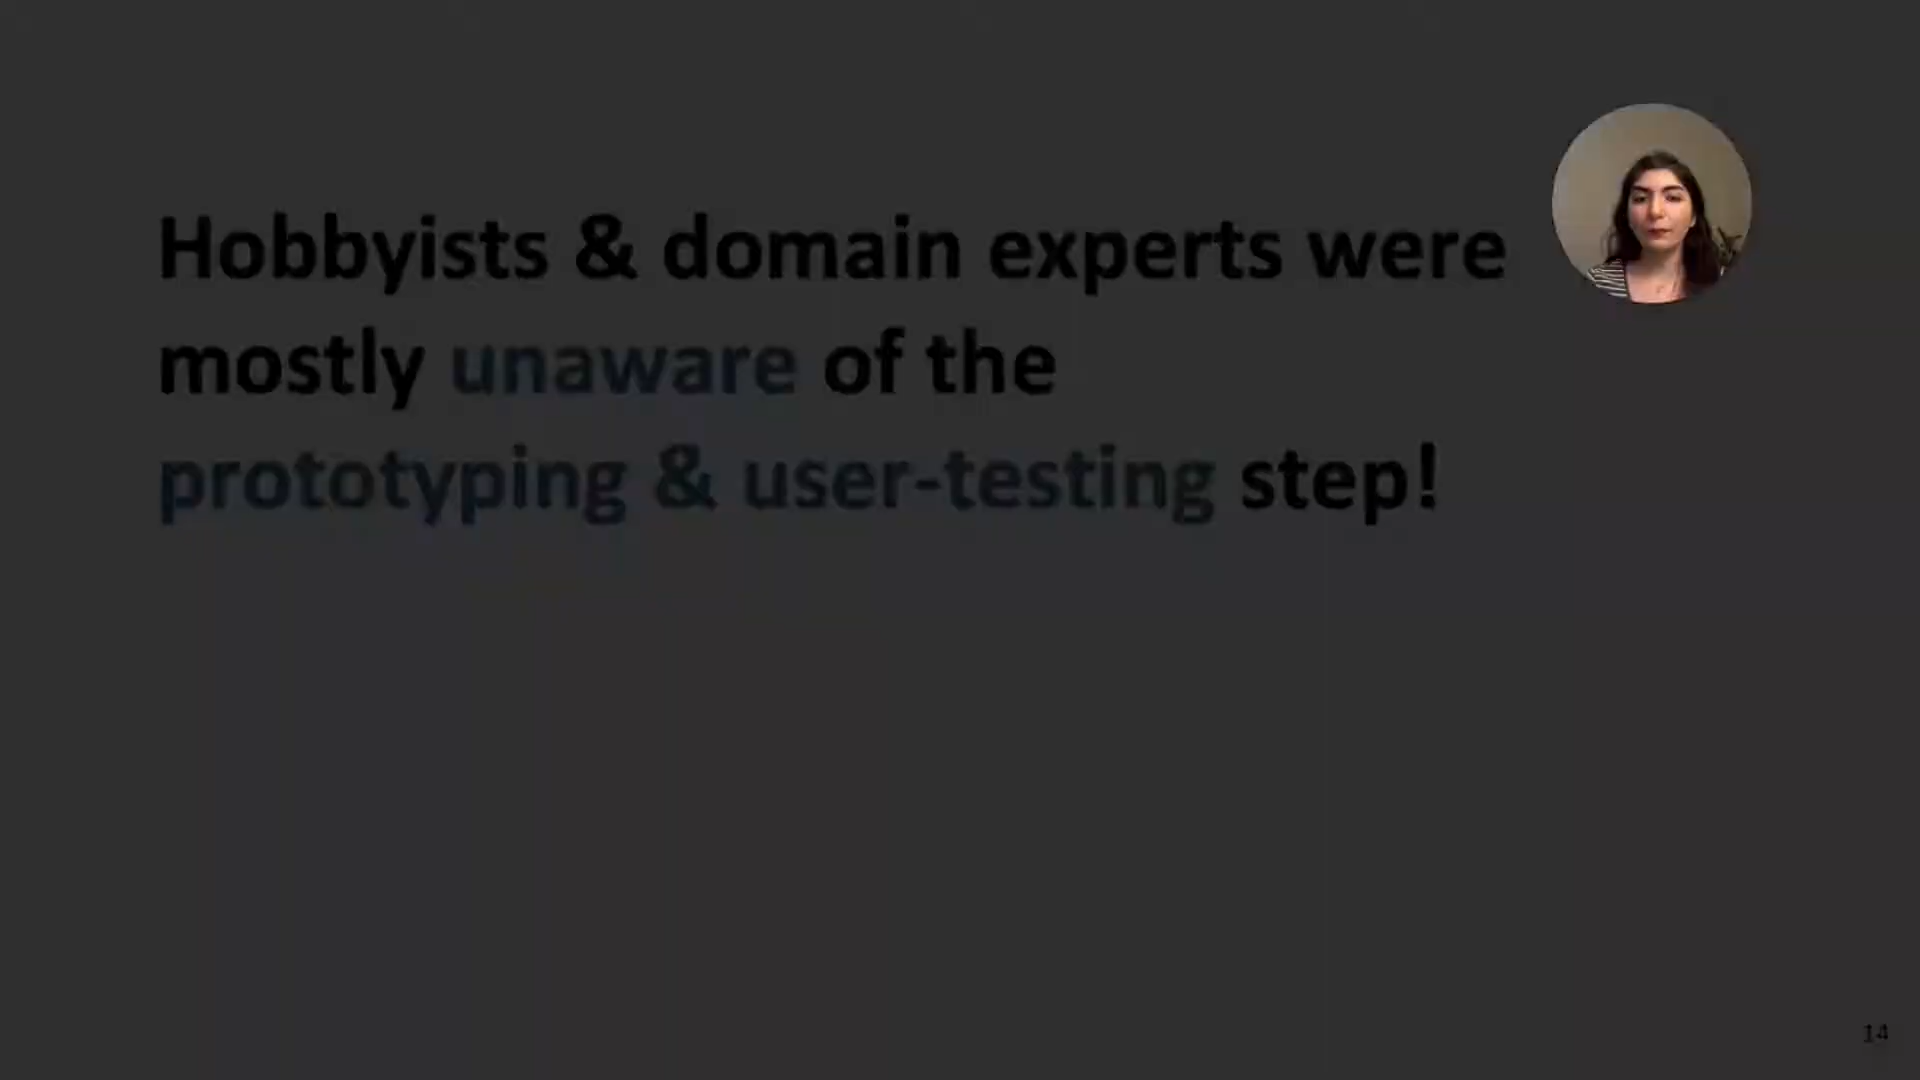 Hobbyists & domain experts were
mostly unaware of the
prototyping & user-testing step!
14